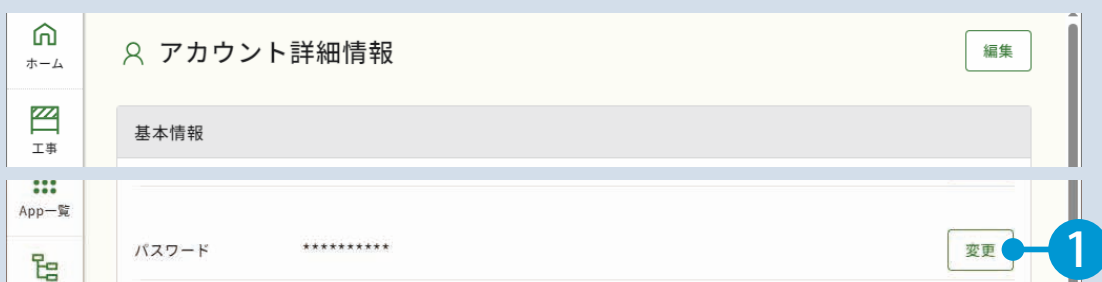 ホーム
アカウント詳細情報
編集
工事
基本情報
App一覧
パスワード
**********
変更
1